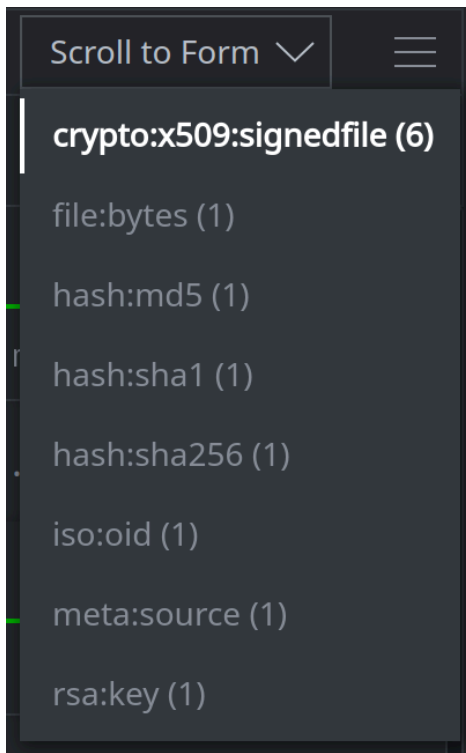 Scroll to Form
crypto:x509:signedfile (6)
file:bytes (1)
hash:md5 (1)
hash:sha1 (1)
hash:sha256 (1)
iso:oid (1)
meta:source (1)
rsa:key (1)